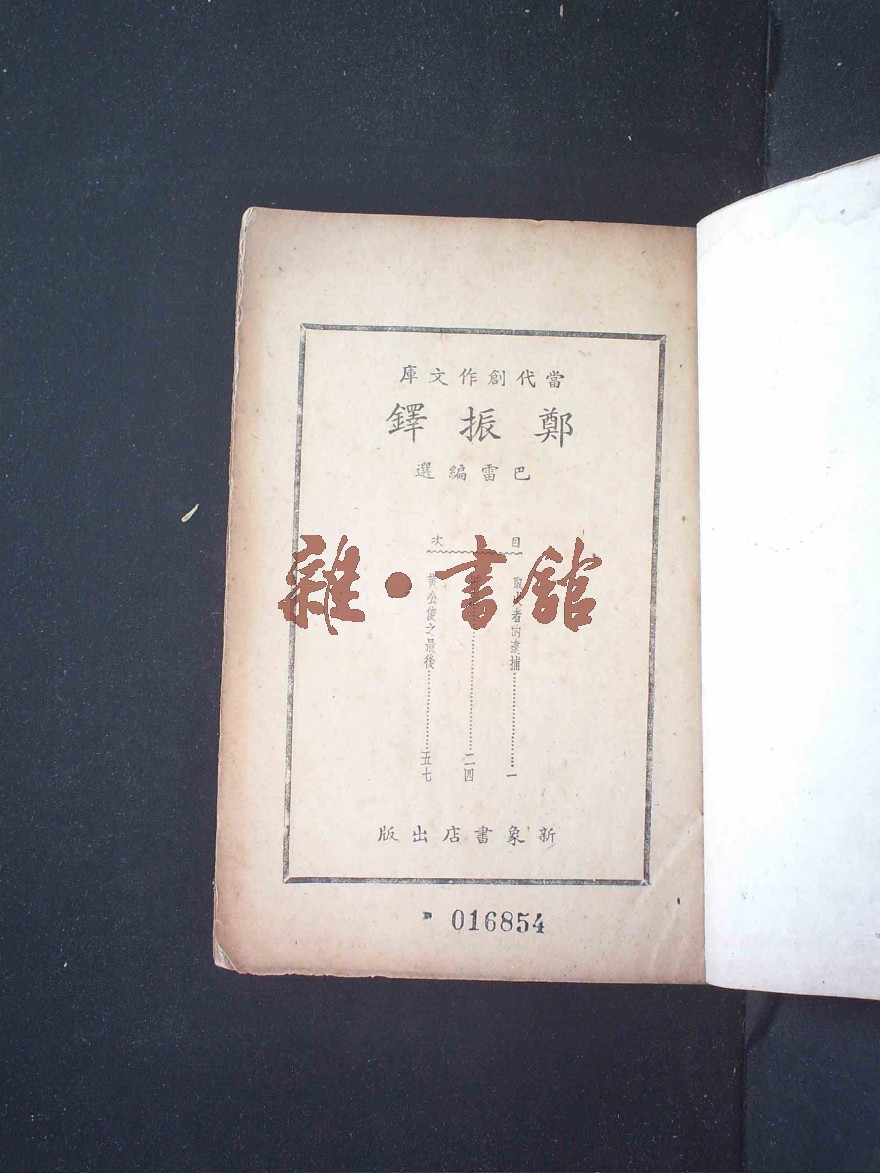 當代創作文庫
鄭振鐸
巴雷編選
目次
取火者的逮捕……一
……二四
黃公俊之最後……五七
新象書店出版
016854
雜·書館